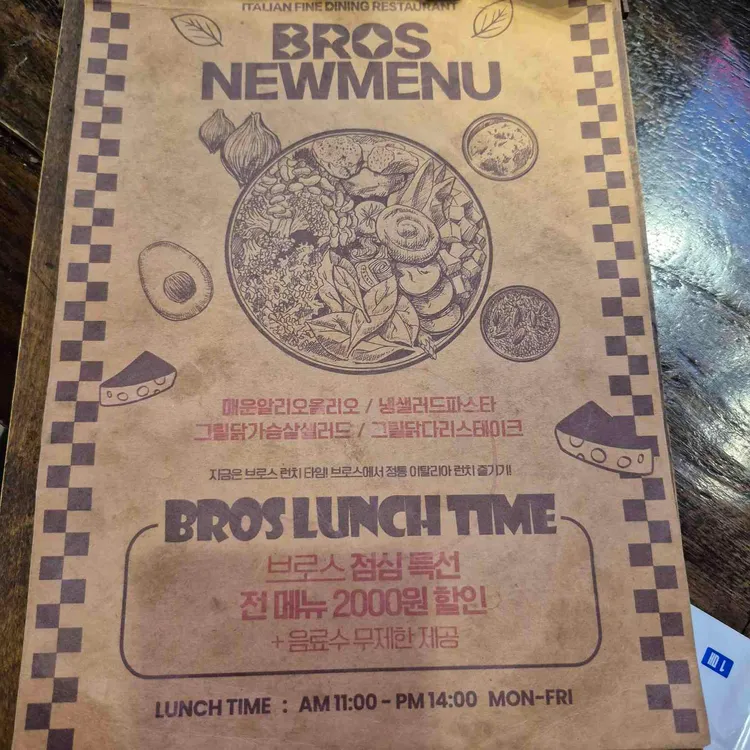 ITALIAN FINE DINING RESTAURANT
BROS
NEWMENU
매운알리오올리오 / 냉샐러드파스타
그릴닭가슴살샐러드 / 그릴닭다리스테이크
지금은 브로스 런치 타임! 브로스에서 정통 이탈리아 런치 즐기기!
BROS LUNCH TIME
브로스 점심 특선
전 메뉴 2000원 할인
+ 음료수 무제한 제공
LUNCH TIME : AM 11:00 - PM 14:00 MON-FRI